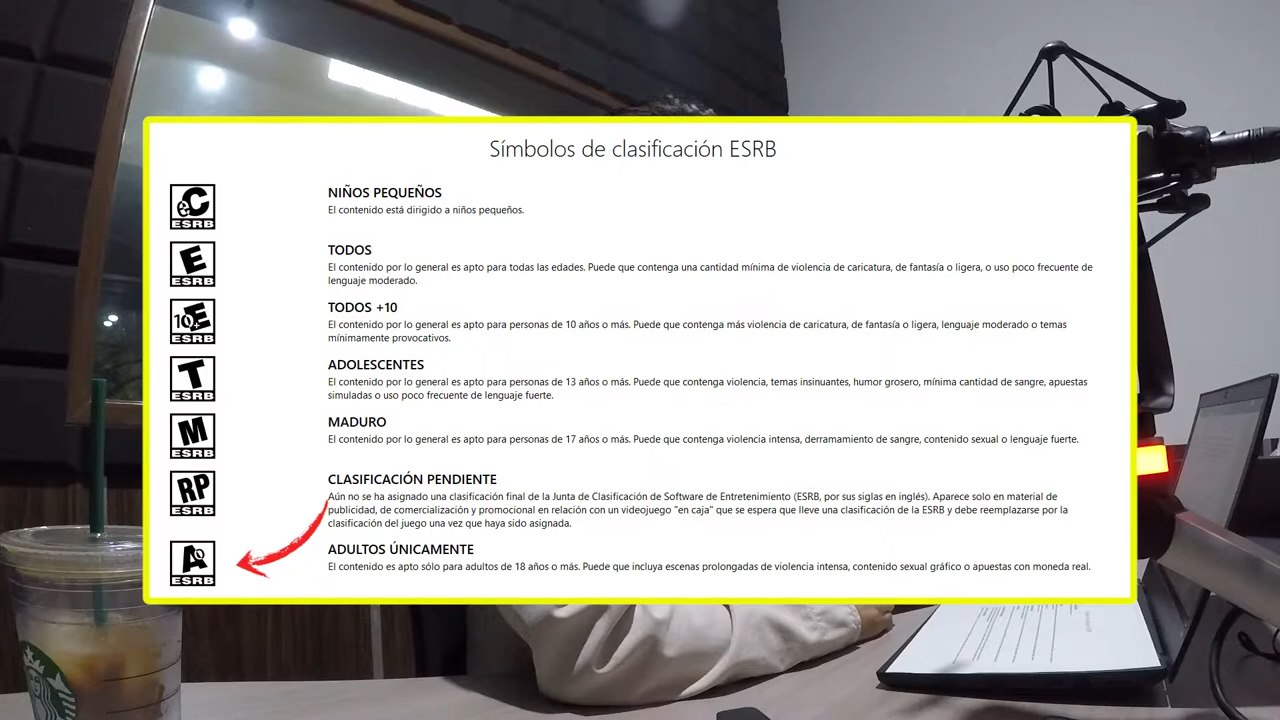 Símbolos de clasificación ESRB
eC
ESRB
NIÑOS PEQUEÑOS
El contenido está dirigido a niños pequeños.
E
ESRB
TODOS
El contenido por lo general es apto para todas las edades. Puede que contenga una cantidad mínima de violencia de caricatura, de fantasía o ligera, o uso poco frecuente de
lenguaje moderado.
E10+
ESRB
TODOS +10
El contenido por lo general es apto para personas de 10 años o más. Puede que contenga más violencia de caricatura, de fantasía o ligera, lenguaje moderado o temas
mínimamente provocativos.
T
ESRB
ADOLESCENTES
El contenido por lo general es apto para personas de 13 años o más. Puede que contenga violencia, temas insinuantes, humor grosero, mínima cantidad de sangre, apuestas
simuladas o uso poco frecuente de lenguaje fuerte.
M
ESRB
MADURO
El contenido por lo general es apto para personas de 17 años o más. Puede que contenga violencia intensa, derramamiento de sangre, contenido sexual o lenguaje fuerte.
RP
ESRB
CLASIFICACIÓN PENDIENTE
Aún no se ha asignado una clasificación final de la Junta de Clasificación de Software de Entretenimiento (ESRB, por sus siglas en inglés). Aparece solo en material de
publicidad, de comercialización y promocional en relación con un videojuego "en caja" que se espera que lleve una clasificación de la ESRB y debe reemplazarse por la
clasificación del juego una vez que haya sido asignada.
AO
ESRB
ADULTOS ÚNICAMENTE
El contenido es apto sólo para adultos de 18 años o más. Puede que incluya escenas prolongadas de violencia intensa, contenido sexual gráfico o apuestas con moneda real.